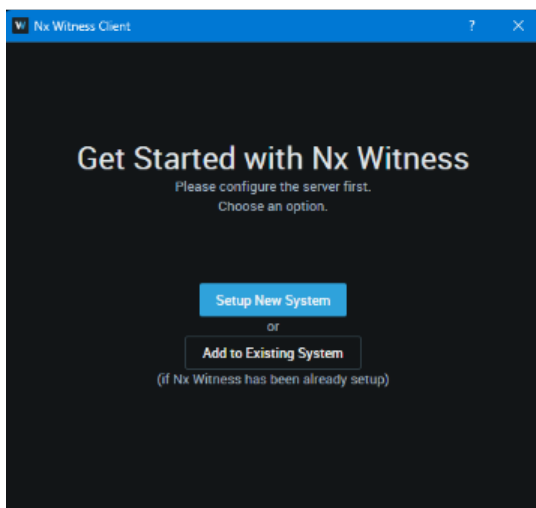 Nx Witness Client
Get Started with Nx Witness
Please configure the server first.
Choose an option.
Setup New System
or
Add to Existing System
(if Nx Witness has been already setup)